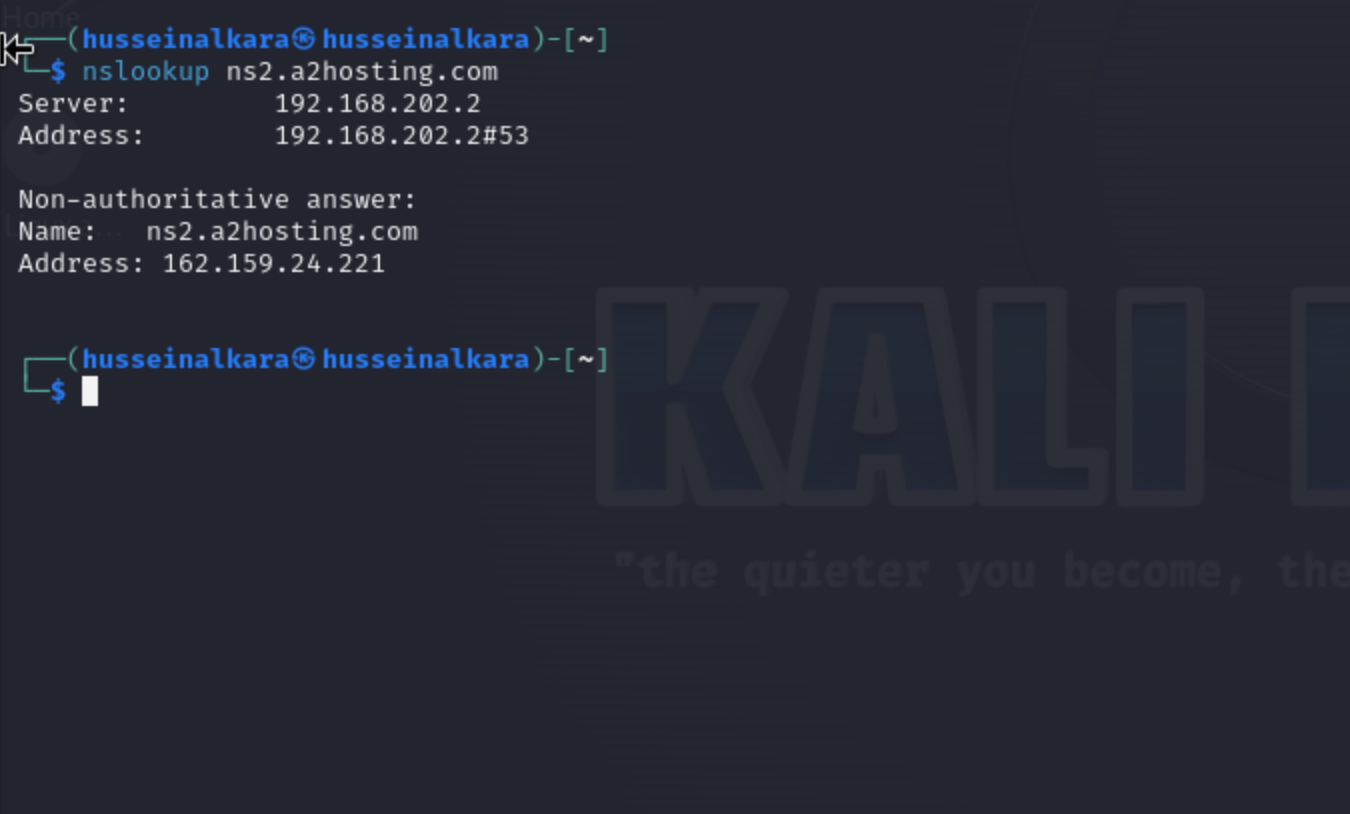 Home
┌──(husseinalkara㉿husseinalkara)-[~]
└─$ nslookup ns2.a2hosting.com
Server:         192.168.202.2
Address:        192.168.202.2#53
Non-authoritative answer:
Name:   ns2.a2hosting.com
Address: 162.159.24.221
┌──(husseinalkara㉿husseinalkara)-[~]
└─$
KALI
"the quieter you become, the